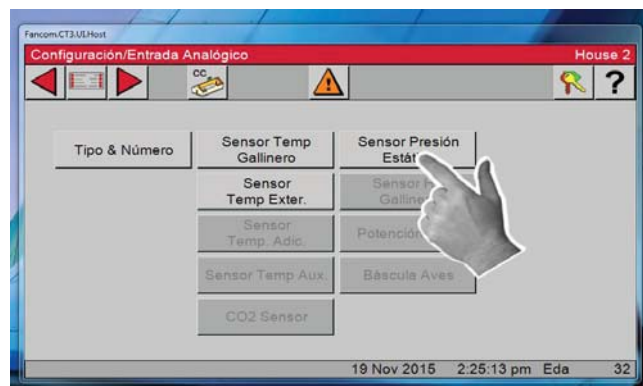 Fancom.CT3.UI.Host
Configuración/Entrada Analógico House 2
CC
?
Tipo & Número
Sensor Temp
Gallinero
Sensor Presión
Sensor
Temp Exter.
Sensor
Sensor
Temp. Adic.
Sensor Temp Aux.
Báscula Aves
CO2 Sensor
19 Nov 2015 2:25:13 pm Eda 32